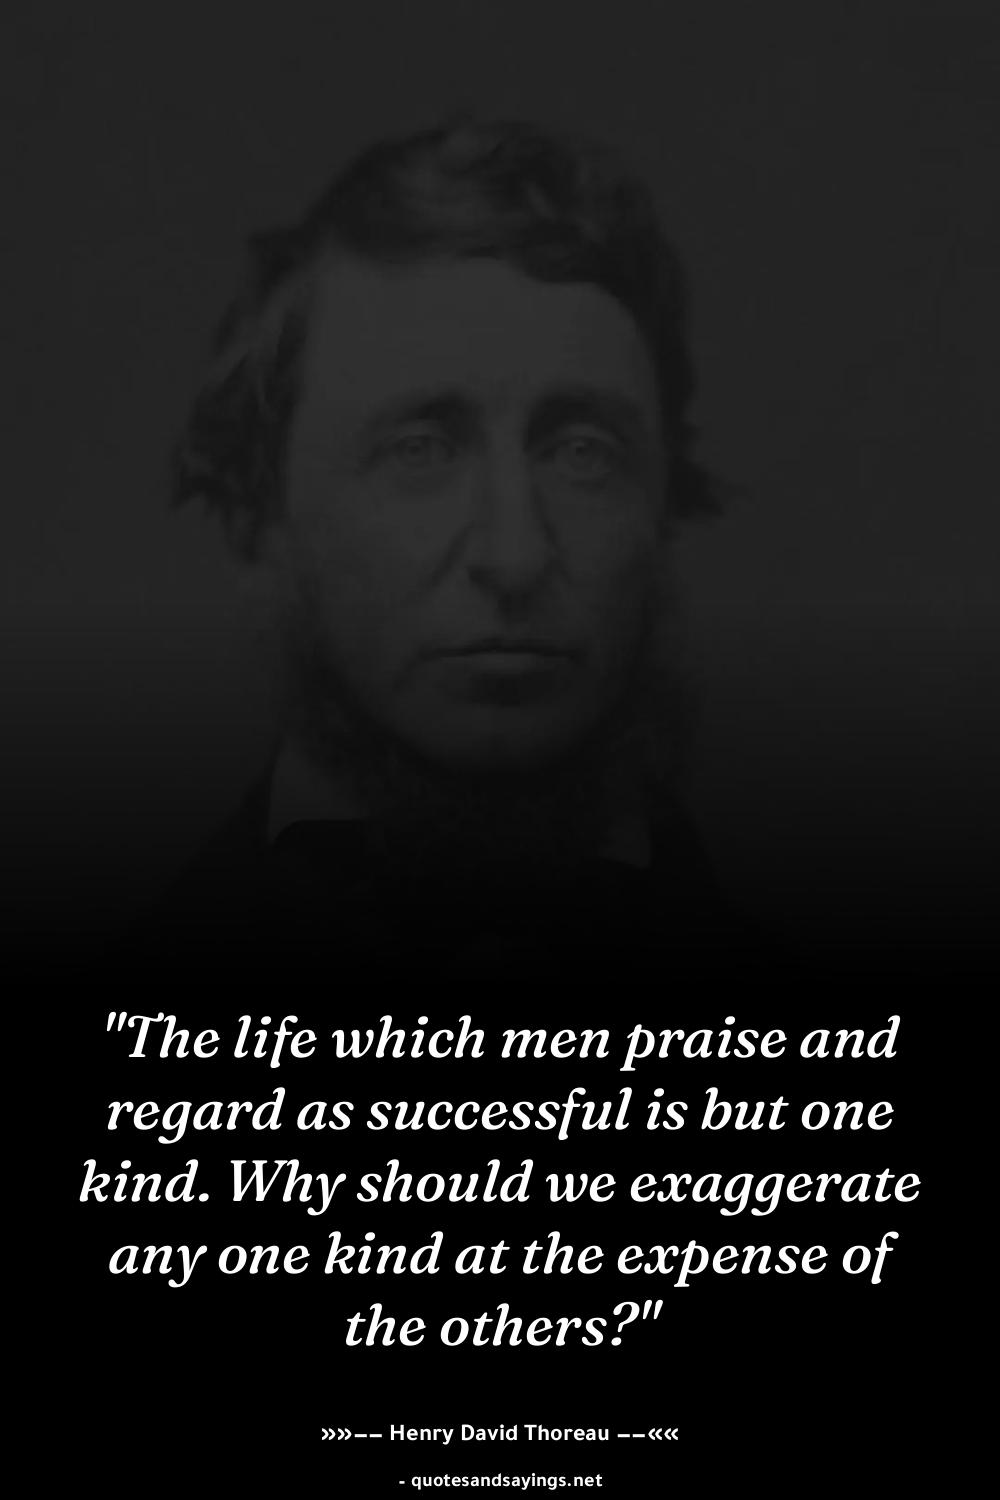 "The life which men praise and
regard as successful is but one
kind. Why should we exaggerate
any one kind at the expense of
the others?"
»»−− Henry David Thoreau −−««
- quotesandsayings.net